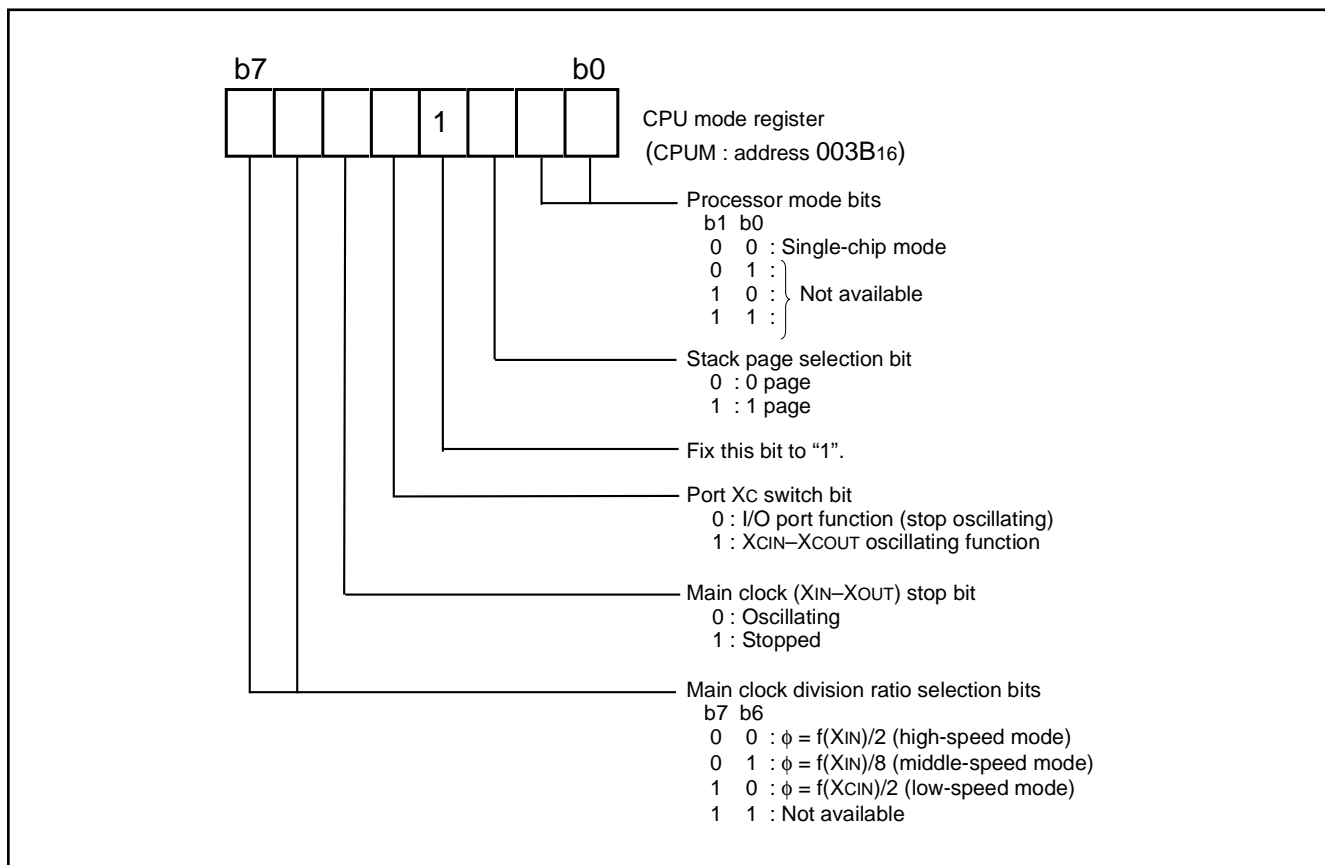 b7 b0
1
CPU mode register
(CPUM : address 003B16)
Processor mode bits
b1 b0
0 0 : Single-chip mode
0 1 :
1 0 : Not available
1 1 :
Stack page selection bit
0 : 0 page
1 : 1 page
Fix this bit to “1”.
Port XC switch bit
0 : I/O port function (stop oscillating)
1 : XCIN–XCOUT oscillating function
Main clock (XIN–XOUT) stop bit
0 : Oscillating
1 : Stopped
Main clock division ratio selection bits
b7 b6
0 0 : φ = f(XIN)/2 (high-speed mode)
0 1 : φ = f(XIN)/8 (middle-speed mode)
1 0 : φ = f(XCIN)/2 (low-speed mode)
1 1 : Not available